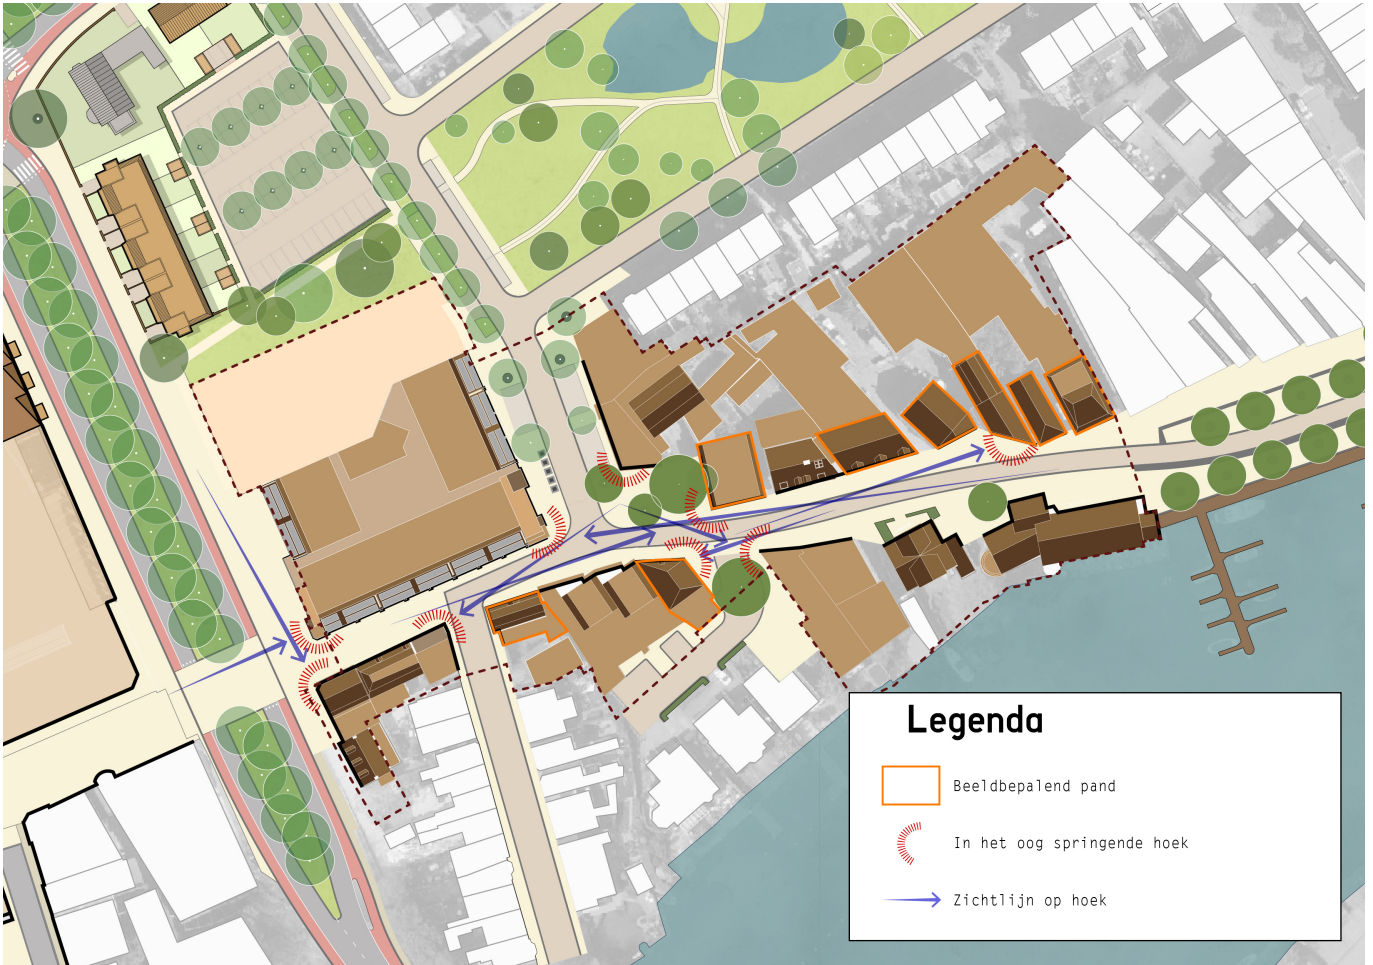 Legenda
Beeldbepalend pand
In het oog springende hoek
Zichtlijn op hoek